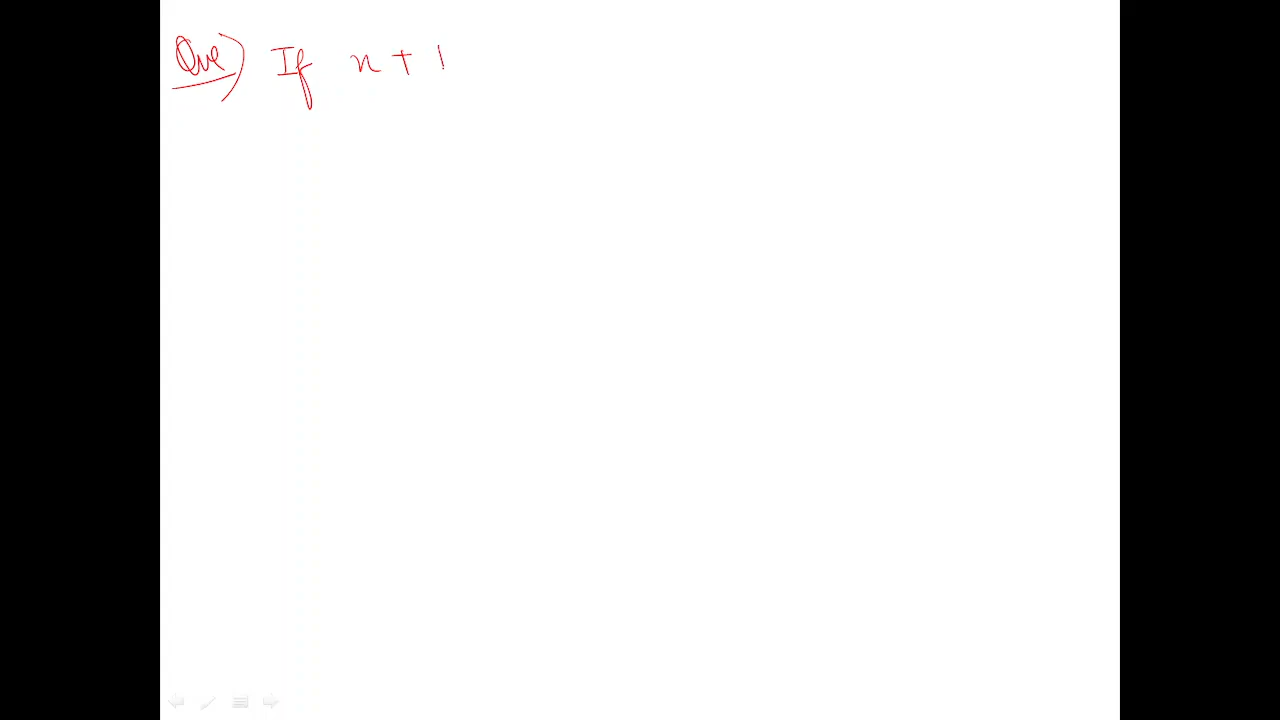 Que) If x + 1